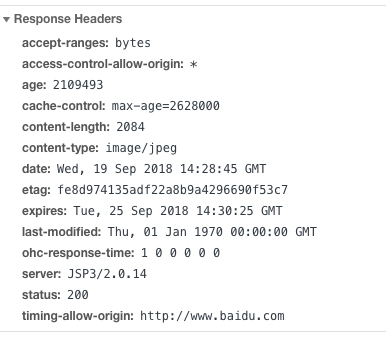 Response Headers
accept-ranges: bytes
access-control-allow-origin: *
age: 2109493
cache-control: max-age=2628000
content-length: 2084
content-type: image/jpeg
date: Wed, 19 Sep 2018 14:28:45 GMT
etag: fe8d974135adf22a8b9a4296690f53c7
expires: Tue, 25 Sep 2018 14:30:25 GMT
last-modified: Thu, 01 Jan 1970 00:00:00 GMT
ohc-response-time: 1 0 0 0 0 0
server: JSP3/2.0.14
status: 200
timing-allow-origin: http://www.baidu.com